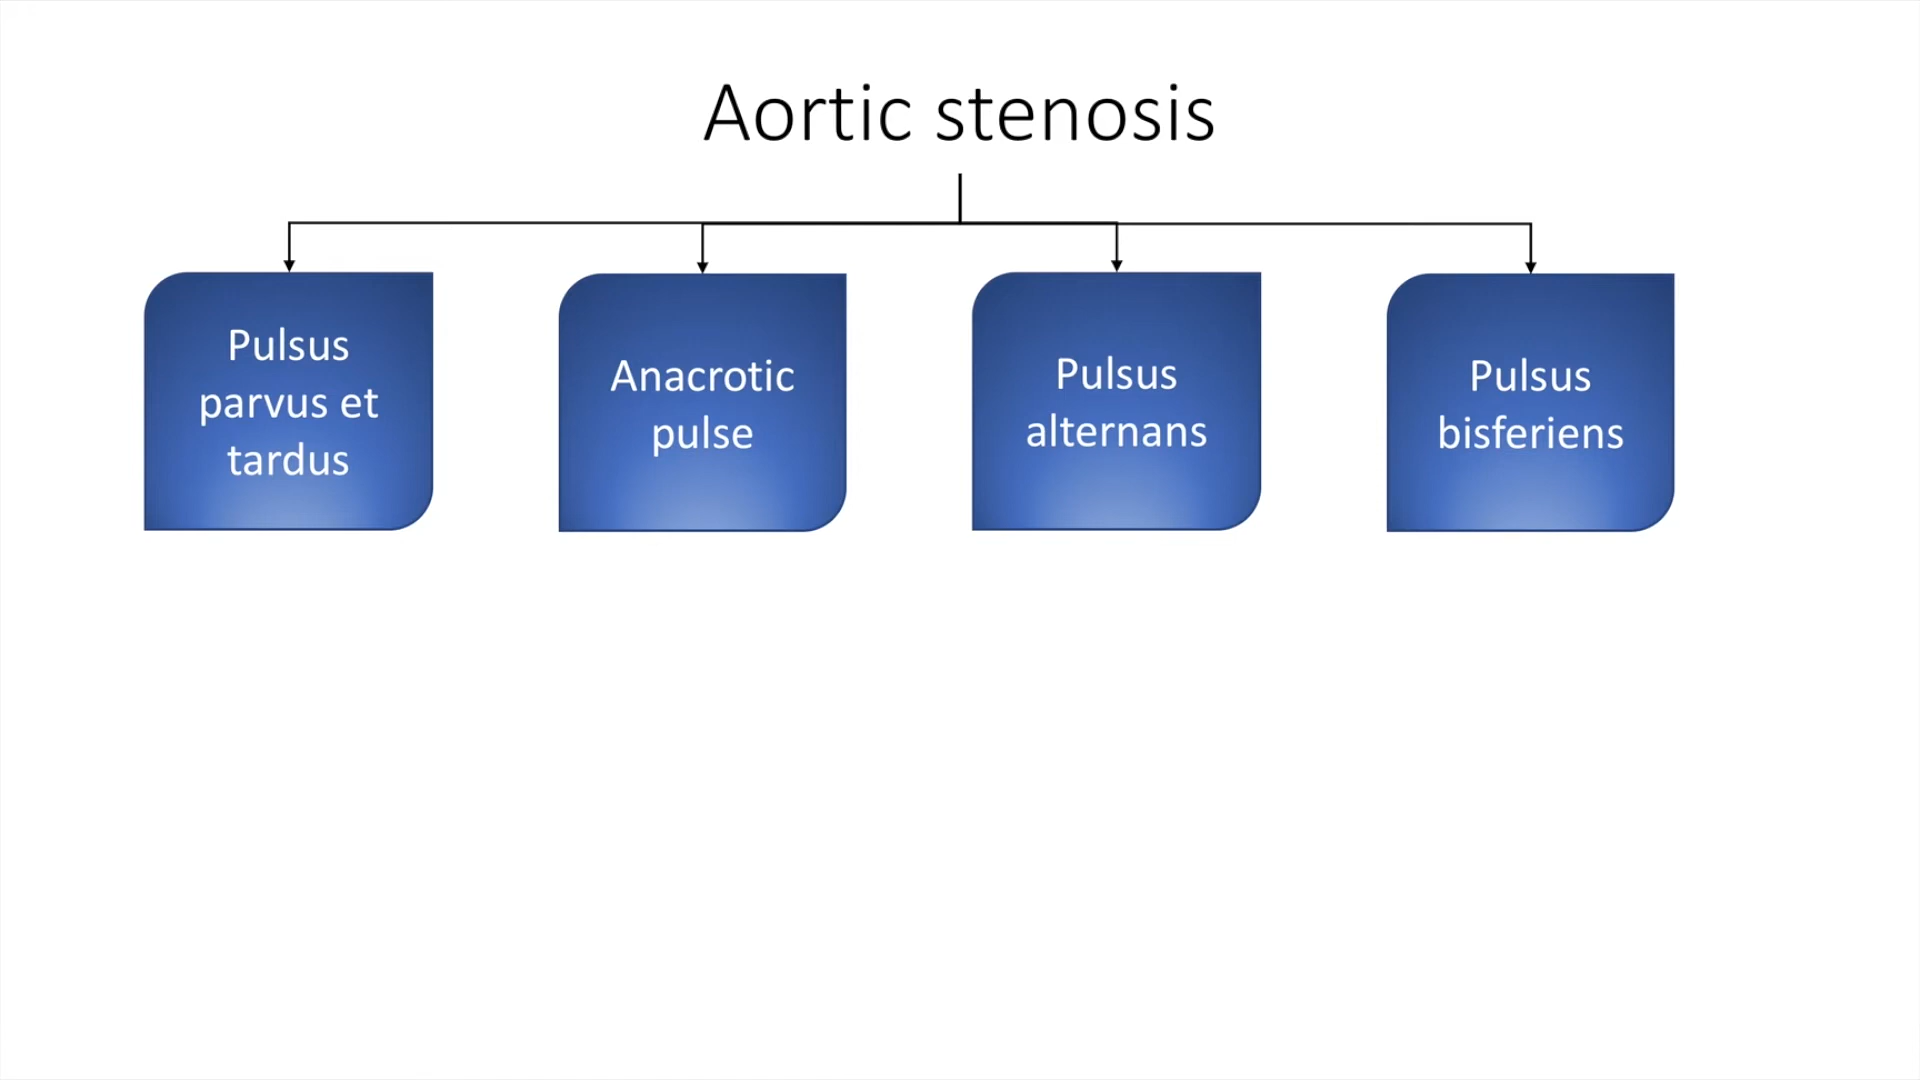 Aortic stenosis
Pulsus
parvus et
tardus
Anacrotic
pulse
Pulsus
alternans
Pulsus
bisferiens